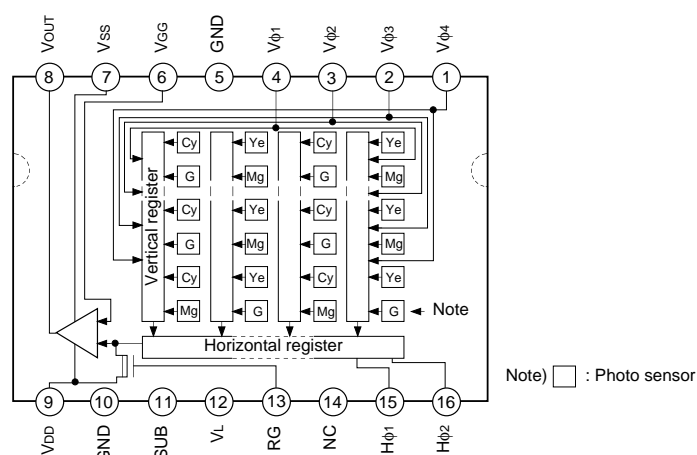 VOUT VSS VGG GND Vφ1 Vφ2 Vφ3 Vφ4
8 7 6 5 4 3 2 1
Cy Ye Cy Ye
G Mg G Mg
Cy Ye Cy Ye
G Mg G Mg
Cy Ye Cy Ye
Mg G Mg G
Vertical register
Note
Horizontal register
Note) : Photo sensor
9 10 11 12 13 14 15 16
VDD GND SUB VL RG NC Hφ1 Hφ2